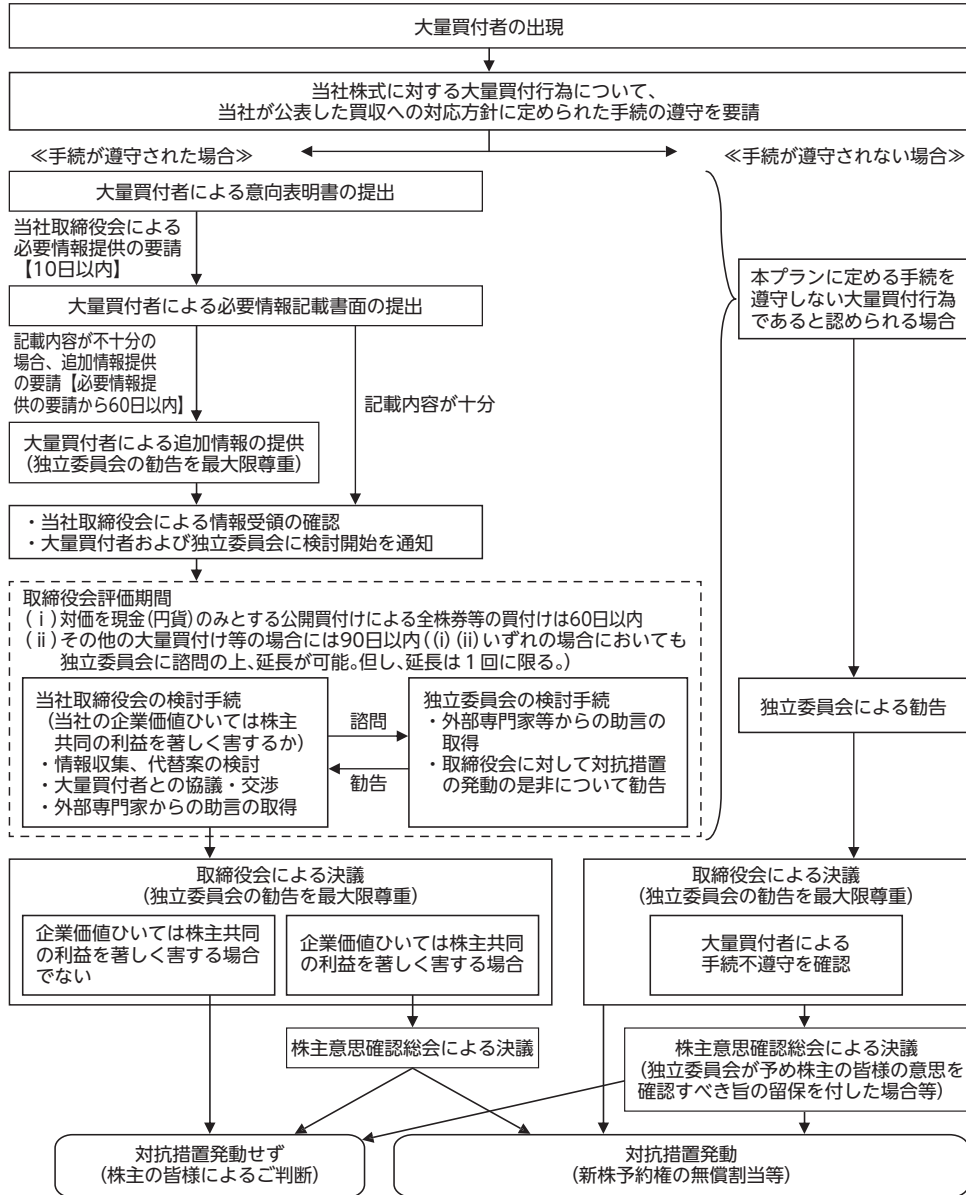 大量買付者の出現
当社株式に対する大量買付行為について、
当社が公表した買収への対応方針に定められた手続の遵守を要請
≪手続が遵守された場合≫
≪手続が遵守されない場合≫
大量買付者による意向表明書の提出
当社取締役会による
必要情報提供の要請
【10日以内】
大量買付者による必要情報記載書面の提出
記載内容が不十分の
場合、追加情報提供
の要請【必要情報提
供の要請から60日以内】
記載内容が十分
大量買付者による追加情報の提供
(独立委員会の勧告を最大限尊重)
・当社取締役会による情報受領の確認
・大量買付者および独立委員会に検討開始を通知
本プランに定める手続を
遵守しない大量買付行為
であると認められる場合
取締役会評価期間
(ⅰ)対価を現金(円貨)のみとする公開買付けによる全株券等の買付けは60日以内
(ⅱ)その他の大量買付け等の場合には90日以内((i)(ii)いずれの場合においても
独立委員会に諮問の上、延長が可能。但し、延長は1回に限る。)
当社取締役会の検討手続
(当社の企業価値ひいては株主
共同の利益を著しく害するか)
・情報収集、代替案の検討
・大量買付者との協議・交渉
・外部専門家からの助言の取得
諮問
勧告
独立委員会の検討手続
・外部専門家等からの助言の
取得
・取締役会に対して対抗措置
の発動の是非について勧告
独立委員会による勧告
取締役会による決議
(独立委員会の勧告を最大限尊重)
企業価値ひいては株主共同
の利益を著しく害する場合
でない
企業価値ひいては株主共同
の利益を著しく害する場合
取締役会による決議
(独立委員会の勧告を最大限尊重)
大量買付者による
手続不遵守を確認
株主意思確認総会による決議
株主意思確認総会による決議
(独立委員会が予め株主の皆様の意思を
確認すべき旨の留保を付した場合等)
対抗措置発動せず
(株主の皆様によるご判断)
対抗措置発動
(新株予約権の無償割当等)